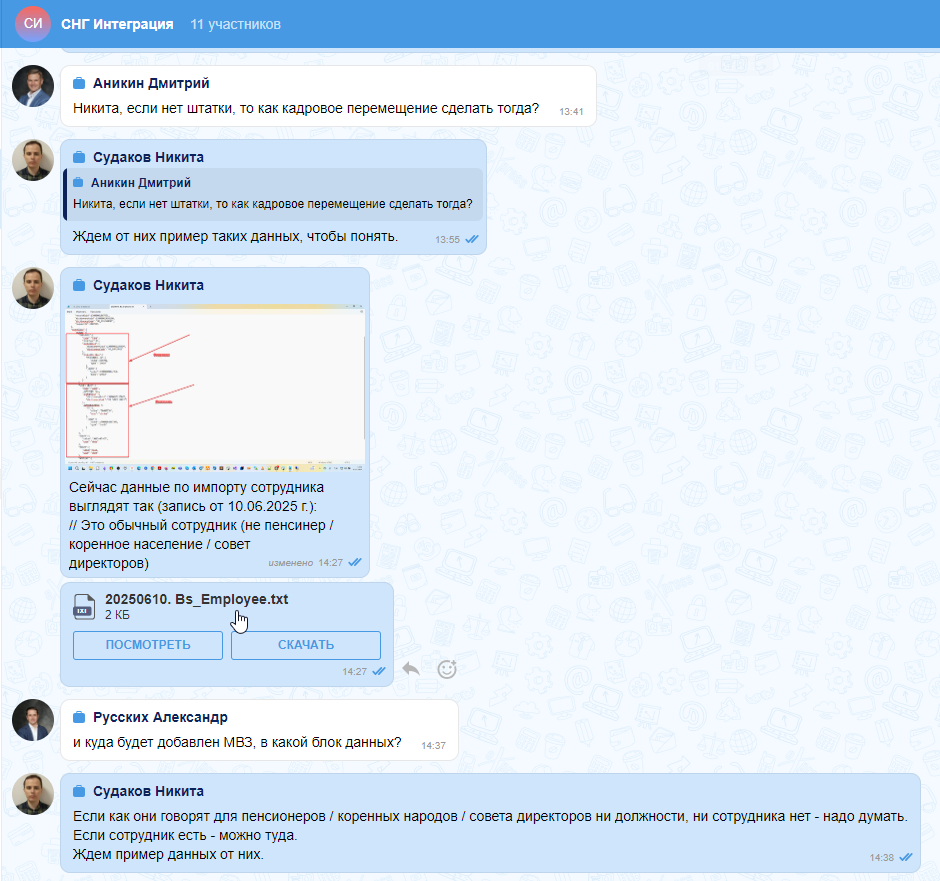 СИ СНГ Интеграция 11 участников
Аникин Дмитрий
Никита, если нет штатки, то как кадровое перемещение сделать тогда? 13:41
Судаков Никита
Аникин Дмитрий
Никита, если нет штатки, то как кадровое перемещение сделать тогда?
Ждем от них пример таких данных, чтобы понять. 13:55
Судаков Никита
Сейчас данные по импорту сотрудника
выглядят так (запись от 10.06.2025 г.):
// Это обычный сотрудник (не пенсинер /
коренное население / совет
директоров) изменено 14:27
TXT 20250610. Bs_Employee.txt
2 КБ
ПОСМОТРЕТЬ СКАЧАТЬ
14:27
Русских Александр
и куда будет добавлен МВЗ, в какой блок данных? 14:37
Судаков Никита
Если как они говорят для пенсионеров / коренных народов / совета директоров ни должности, ни сотрудника нет - надо думать.
Если сотрудник есть - можно туда.
Ждем пример данных от них. 14:38